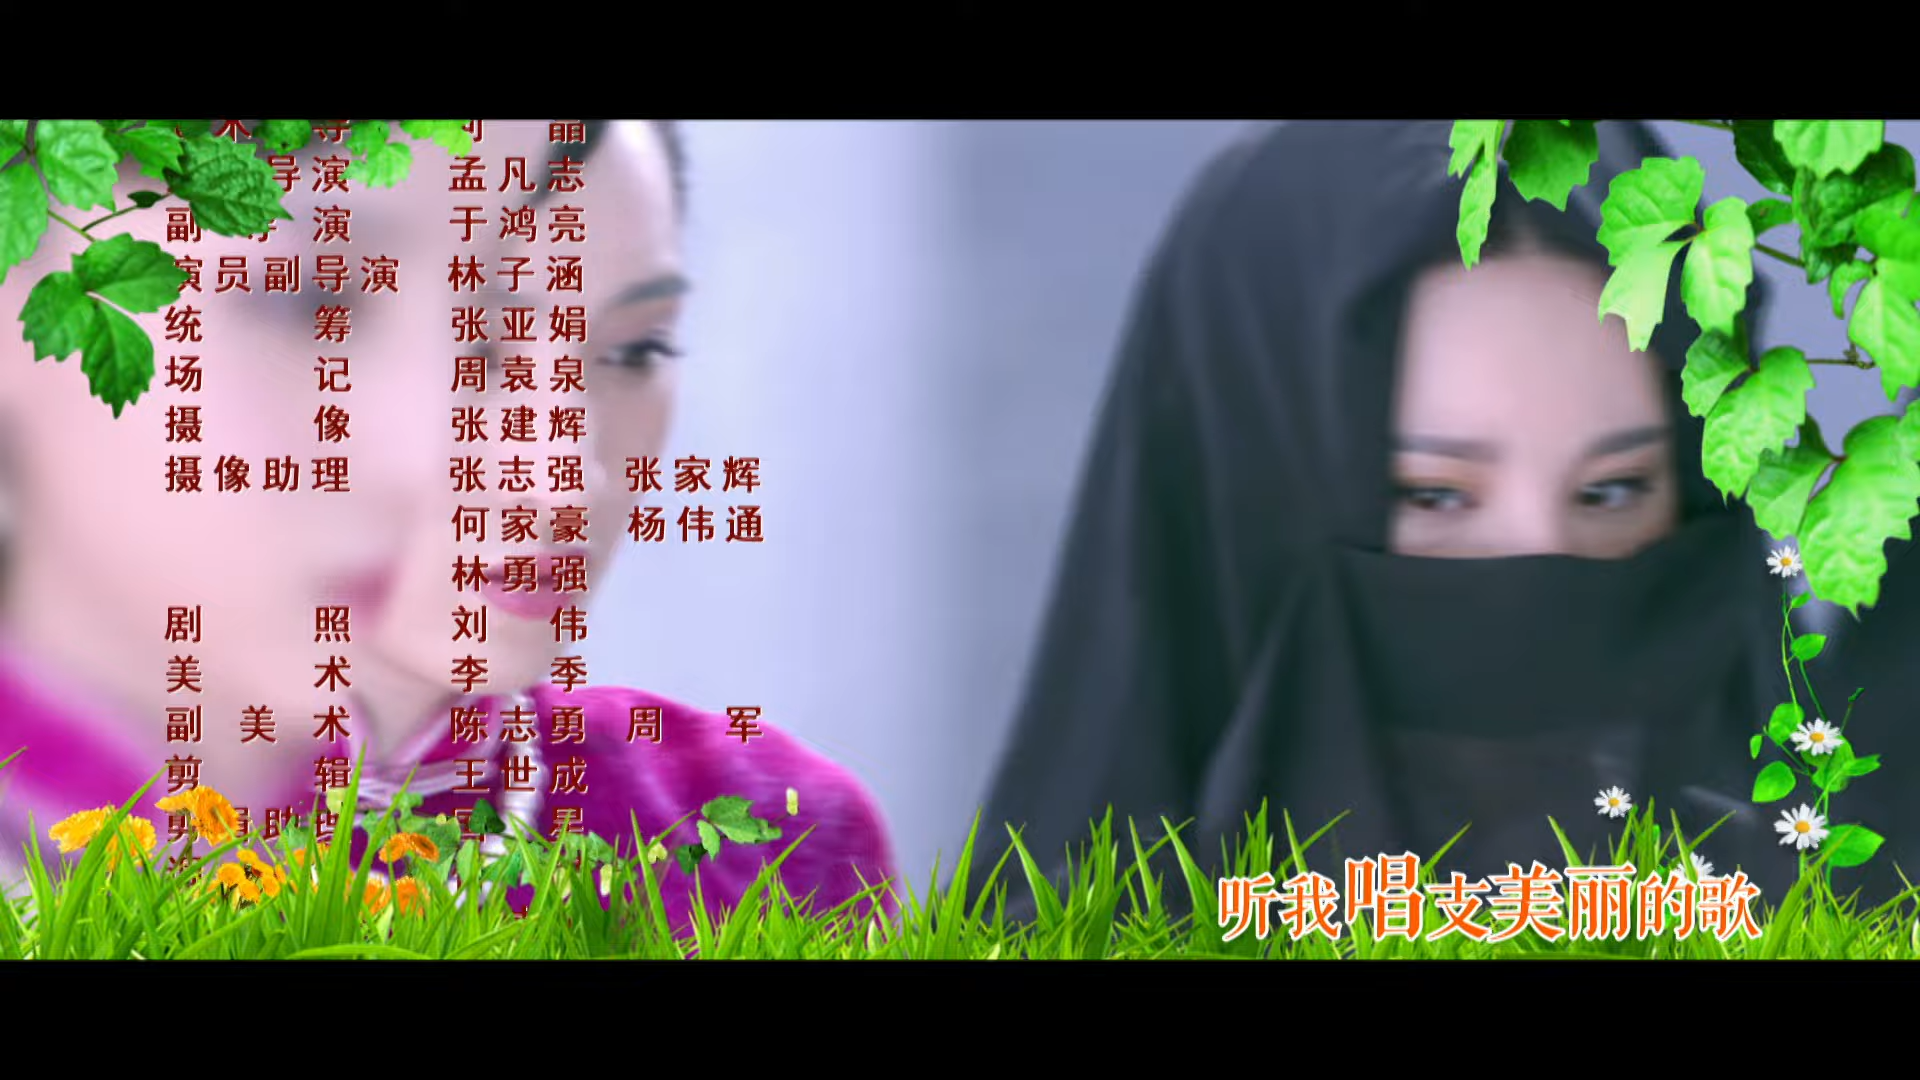 导演 孟凡志
副导演 于鸿亮
演员副导演 林子涵
统筹 张亚娟
场记 周袁泉
摄像 张建辉
摄像助理 张志强 张家辉
何家豪 杨伟通
林勇强
剧照 刘伟
美术 李季
副美术 陈志勇 周军
剪辑 王世成
听我唱支美丽的歌